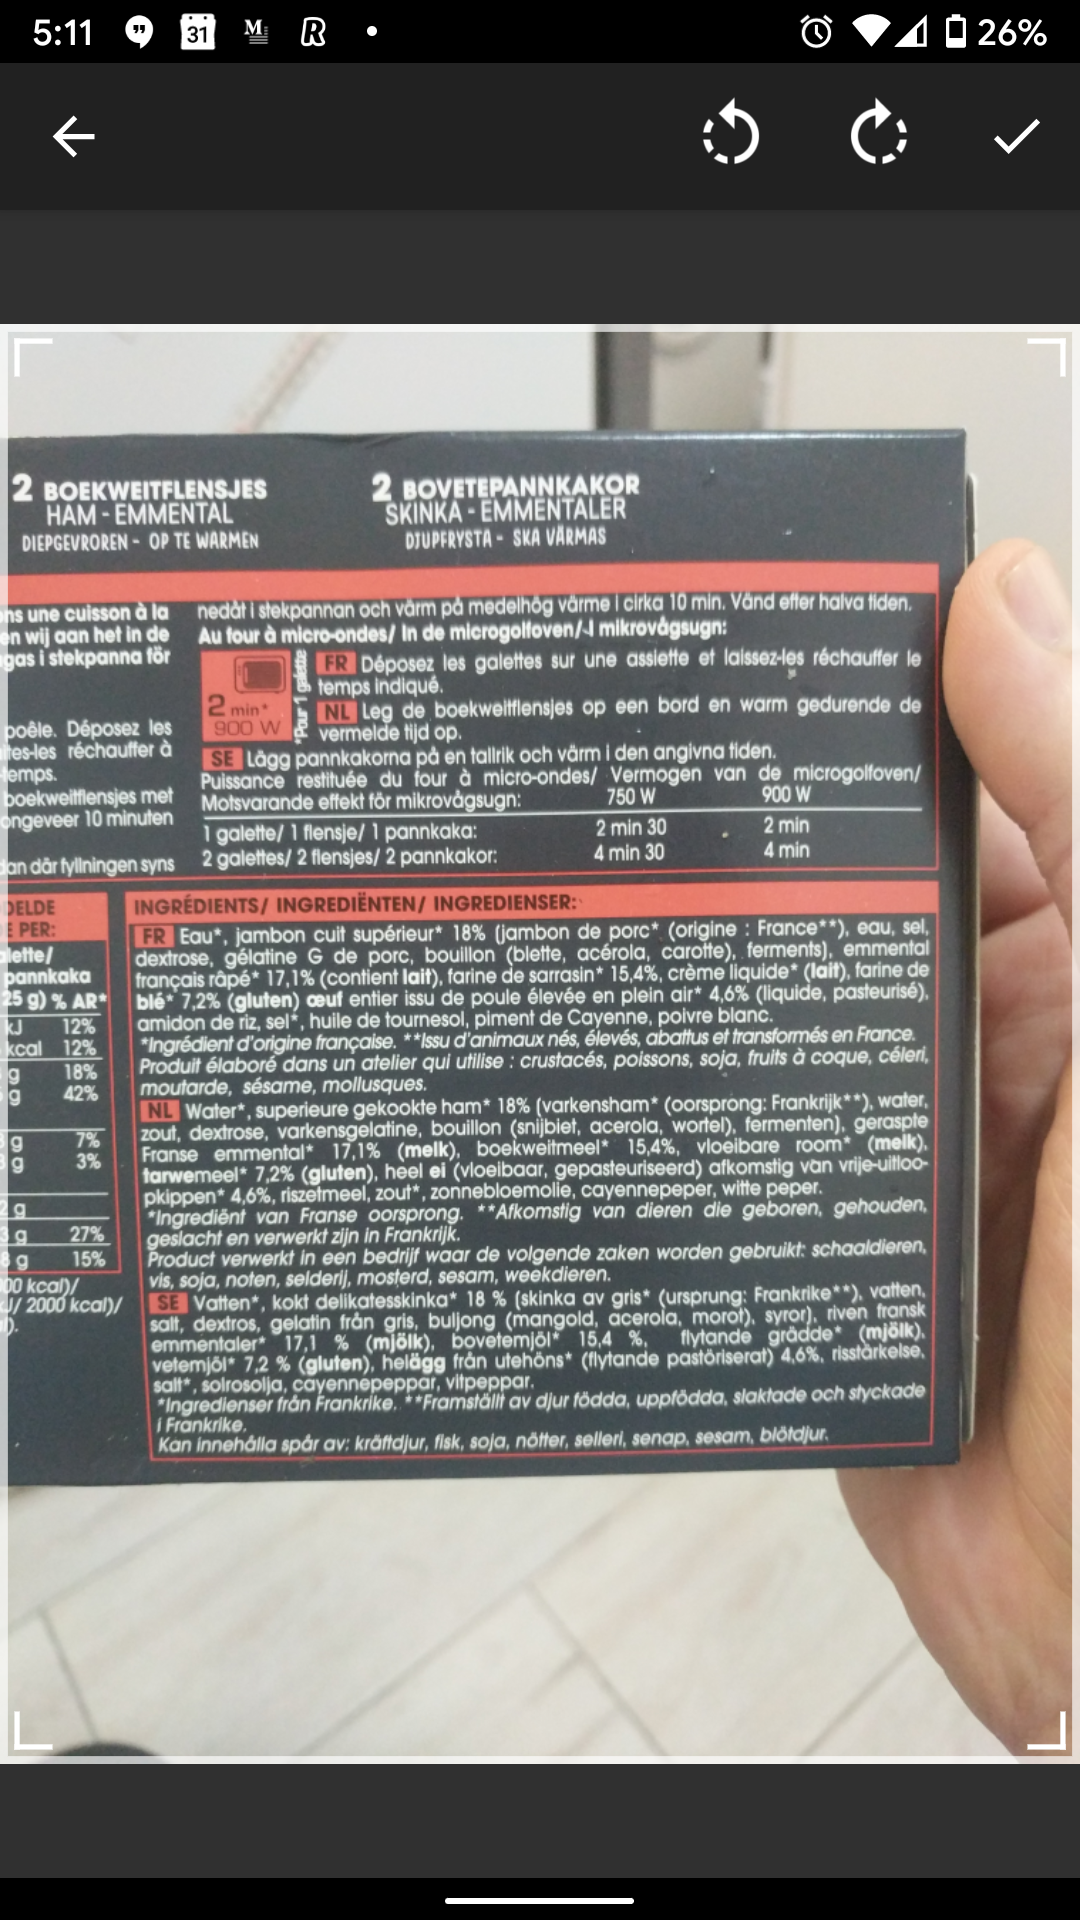 5:11
31
26%
2 BOEKWEITFLENSJES
HAM - EMMENTAL
DIEPGEVROREN - OP TE WARMEN
2 BOVETEPANNKAKOR
SKINKA - EMMENTALER
DJUPFRYSTA - SKA VÄRMAS
ns une cuisson à la
en wij aan het in de
gas i stekpanna för
poêle. Déposez les
ites-les réchauffer à
temps.
boekweitflensjes met
ongeveer 10 minuten
dan där fyllningen syns
nedåt i stekpannan och värm på medelhög värme i cirka 10 min. Vänd efter halva tiden.
Au four à micro-ondes/ In de microgolfoven/ I mikrovågsugn:
2 min*
900 W
*Pour 1 galette
FR Déposez les galettes sur une assiette et laissez-les réchauffer le
temps indiqué.
NL Leg de boekweitflensjes op een bord en warm gedurende de
vermelde tijd op.
SE Lägg pannkakorna på en tallrik och värm i den angivna tiden.
Puissance restituée du four à micro-ondes/ Vermogen van de microgolfoven/
Motsvarande effekt för mikrovågsugn: 750 W 900 W
1 galette/ 1 flensje/ 1 pannkaka: 2 min 30 2 min
2 galettes/ 2 flensjes/ 2 pannkakor: 4 min 30 4 min
DELDE
E PER:
alette/
pannkaka
25 g) % AR*
kJ 12%
kcal 12%
g 18%
g 42%
g 7%
g 3%
g
g 27%
8 g 15%
00 kcal)/
kJ/ 2000 kcal)/
INGRÉDIENTS/ INGREDIËNTEN/ INGREDIENSER:
FR Eau*, jambon cuit supérieur* 18% (jambon de porc* (origine : France**), eau, sel,
dextrose, gélatine G de porc, bouillon (blette, acérola, carotte), ferments), emmental
français râpé* 17,1% (contient lait), farine de sarrasin* 15,4%, crème liquide* (lait), farine de
blé* 7,2% (gluten) œuf entier issu de poule élevée en plein air* 4,6% (liquide, pasteurisé),
amidon de riz, sel*, huile de tournesol, piment de Cayenne, poivre blanc.
*Ingrédient d'origine française. **Issu d'animaux nés, élevés, abattus et transformés en France.
Produit élaboré dans un atelier qui utilise : crustacés, poissons, soja, fruits à coque, céleri,
moutarde, sésame, mollusques.
NL Water*, superieure gekookte ham* 18% (varkensham* (oorsprong: Frankrijk**), water,
zout, dextrose, varkensgelatine, bouillon (snijbiet, acerola, wortel), fermenten), geraspte
Franse emmental* 17,1% (melk), boekweitmeel* 15,4%, vloeibare room* (melk),
tarwemeel* 7,2% (gluten), heel ei (vloeibaar, gepasteuriseerd) afkomstig van vrije-uitloo-
pkippen* 4,6%, riszetmeel, zout*, zonnebloemolie, cayennepeper, witte peper.
*Ingrediënt van Franse oorsprong. **Afkomstig van dieren die geboren, gehouden,
geslacht en verwerkt zijn in Frankrijk.
Product verwerkt in een bedrijf waar de volgende zaken worden gebruikt: schaaldieren,
vis, soja, noten, selderij, mosterd, sesam, weekdieren.
SE Vatten*, kokt delikatesskinka* 18 % (skinka av gris* (ursprung: Frankrike**), vatten,
salt, dextros, gelatin från gris, buljong (mangold, acerola, morot), syror), riven fransk
emmentaler* 17,1 % (mjölk), bovetemjöl* 15,4 %, flytande grädde* (mjölk),
vetemjöl* 7,2 % (gluten), helägg från utehöns* (flytande pastöriserat) 4,6%, risstärkelse,
salt*, solrosolja, cayennepeppar, vitpeppar.
*Ingredienser från Frankrike. **Framställt av djur födda, uppfödda, slaktade och styckade
i Frankrike.
Kan innehålla spår av: kräftdjur, fisk, soja, nötter, selleri, senap, sesam, blötdjur.